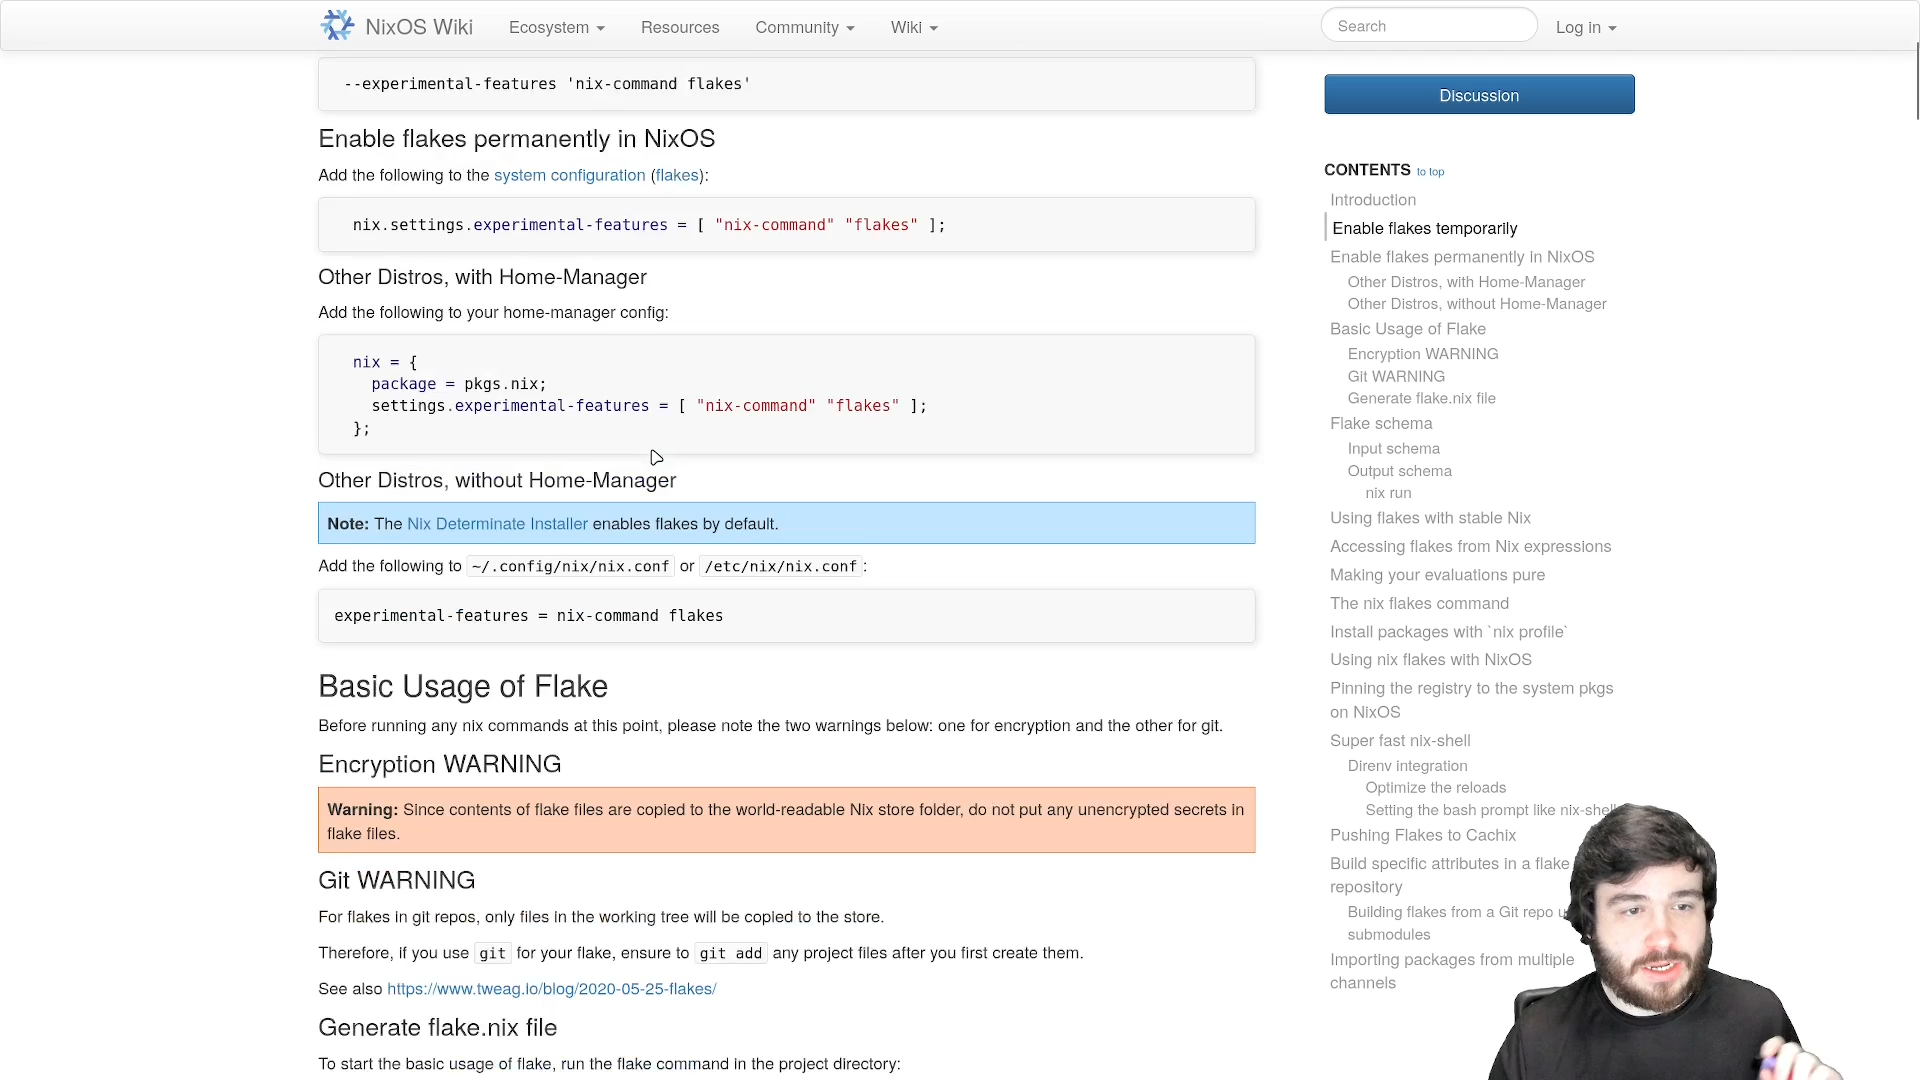 NixOS Wiki
Ecosystem
Resources
Community
Wiki
Search
Log in
--experimental-features 'nix-command flakes'
Enable flakes permanently in NixOS
Add the following to the system configuration (flakes):
nix.settings.experimental-features = [ "nix-command" "flakes" ];
Other Distros, with Home-Manager
Add the following to your home-manager config:
nix = {
package = pkgs.nix;
settings.experimental-features = [ "nix-command" "flakes" ];
};
Other Distros, without Home-Manager
Note: The Nix Determinate Installer enables flakes by default.
Add the following to ~/.config/nix/nix.conf or /etc/nix/nix.conf:
experimental-features = nix-command flakes
Basic Usage of Flake
Before running any nix commands at this point, please note the two warnings below: one for encryption and the other for git.
Encryption WARNING
Warning: Since contents of flake files are copied to the world-readable Nix store folder, do not put any unencrypted secrets in
flake files.
Git WARNING
For flakes in git repos, only files in the working tree will be copied to the store.
Therefore, if you use git for your flake, ensure to git add any project files after you first create them.
See also https://www.tweag.io/blog/2020-05-25-flakes/
Generate flake.nix file
To start the basic usage of flake, run the flake command in the project directory:
Discussion
CONTENTS to top
Introduction
Enable flakes temporarily
Enable flakes permanently in NixOS
Other Distros, with Home-Manager
Other Distros, without Home-Manager
Basic Usage of Flake
Encryption WARNING
Git WARNING
Generate flake.nix file
Flake schema
Input schema
Output schema
nix run
Using flakes with stable Nix
Accessing flakes from Nix expressions
Making your evaluations pure
The nix flakes command
Install packages with `nix profile`
Using nix flakes with NixOS
Pinning the registry to the system pkgs
on NixOS
Super fast nix-shell
Direnv integration
Optimize the reloads
Setting the bash prompt like nix-shell
Pushing Flakes to Cachix
Build specific attributes in a flake
repository
Building flakes from a Git repo
submodules
Importing packages from multiple
channels